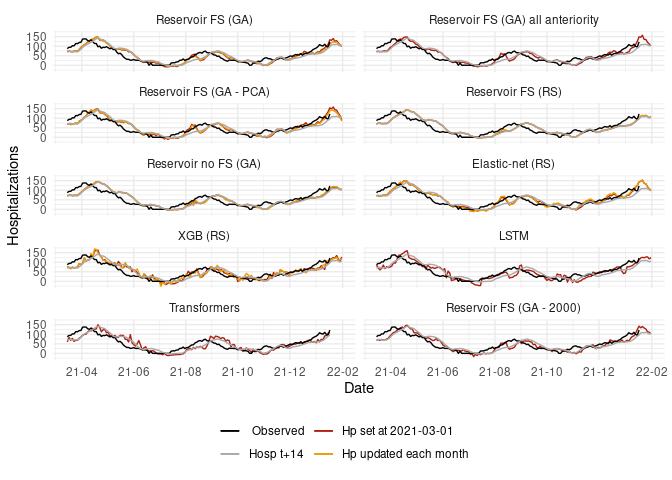 Reservoir FS (GA)
Reservoir FS (GA) all anteriority
150
100
50
0
Reservoir FS (GA - PCA)
Reservoir FS (RS)
150
100
50
0
Reservoir no FS (GA)
Elastic-net (RS)
150
100
50
0
XGB (RS)
LSTM
150
100
50
0
Transformers
Reservoir FS (GA - 2000)
150
100
50
0
21-04 21-06 21-08 21-10 21-12 22-02
21-04 21-06 21-08 21-10 21-12 22-02
Hospitalizations
Date
Observed
Hp set at 2021-03-01
Hosp t+14
Hp updated each month